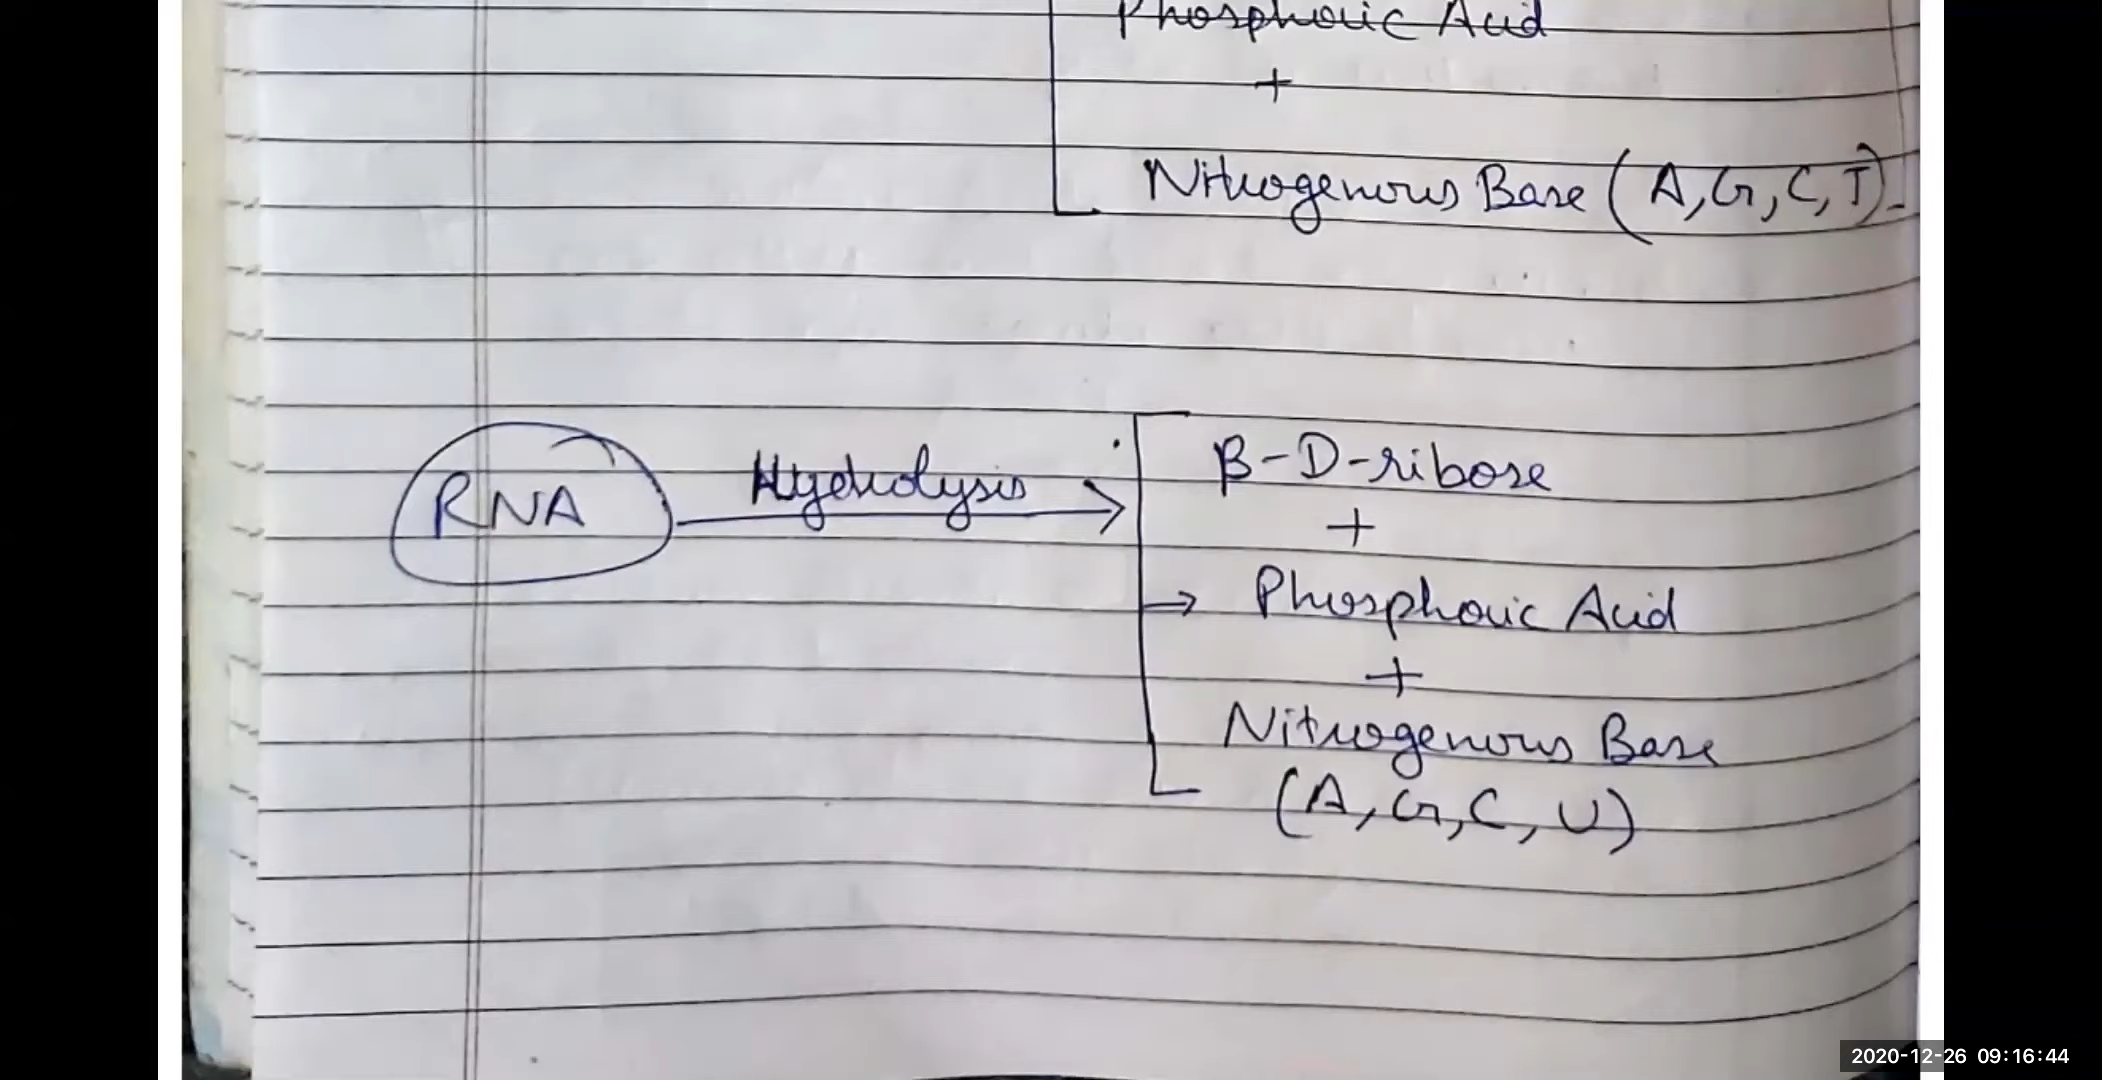 Phosphoric Acid
+
Nitrogenous Base (A, G, C, T).
RNA Hydrolysis → β-D-ribose
+
→ Phosphoric Acid
+
Nitrogenous Base
(A, G, C, U)
2020-12-26 09:16:44